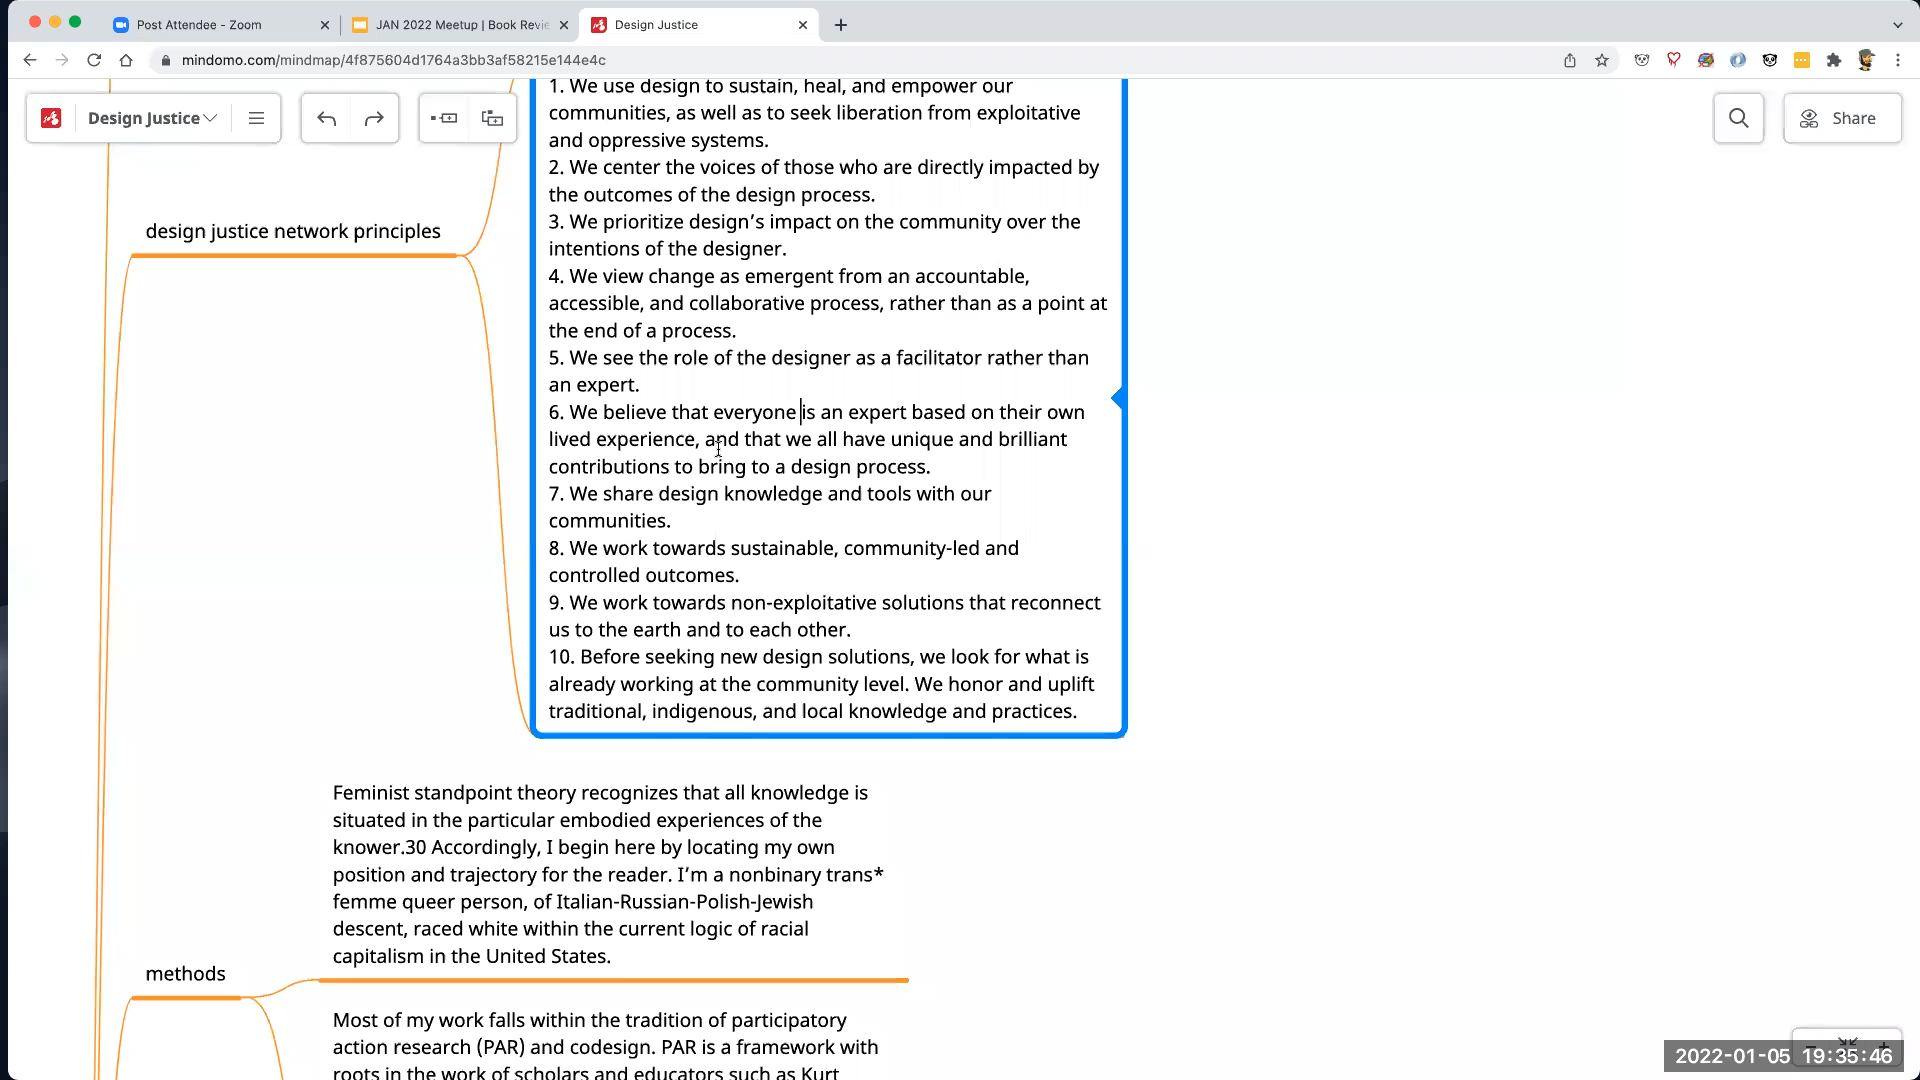 Post Attendee - Zoom
JAN 2022 Meetup | Book Revie
Design Justice
mindomo.com/mindmap/4f875604d1764a3bb3af58215e144e4c
Design Justice
Share
design justice network principles
1. We use design to sustain, heal, and empower our
communities, as well as to seek liberation from exploitative
and oppressive systems.
2. We center the voices of those who are directly impacted by
the outcomes of the design process.
3. We prioritize design’s impact on the community over the
intentions of the designer.
4. We view change as emergent from an accountable,
accessible, and collaborative process, rather than as a point at
the end of a process.
5. We see the role of the designer as a facilitator rather than
an expert.
6. We believe that everyone is an expert based on their own
lived experience, and that we all have unique and brilliant
contributions to bring to a design process.
7. We share design knowledge and tools with our
communities.
8. We work towards sustainable, community-led and
controlled outcomes.
9. We work towards non-exploitative solutions that reconnect
us to the earth and to each other.
10. Before seeking new design solutions, we look for what is
already working at the community level. We honor and uplift
traditional, indigenous, and local knowledge and practices.
methods
Feminist standpoint theory recognizes that all knowledge is
situated in the particular embodied experiences of the
knower.30 Accordingly, I begin here by locating my own
position and trajectory for the reader. I’m a nonbinary trans*
femme queer person, of Italian-Russian-Polish-Jewish
descent, raced white within the current logic of racial
capitalism in the United States.
Most of my work falls within the tradition of participatory
action research (PAR) and codesign. PAR is a framework with
roots in the work of scholars and educators such as Kurt
2022-01-05 19:35:46